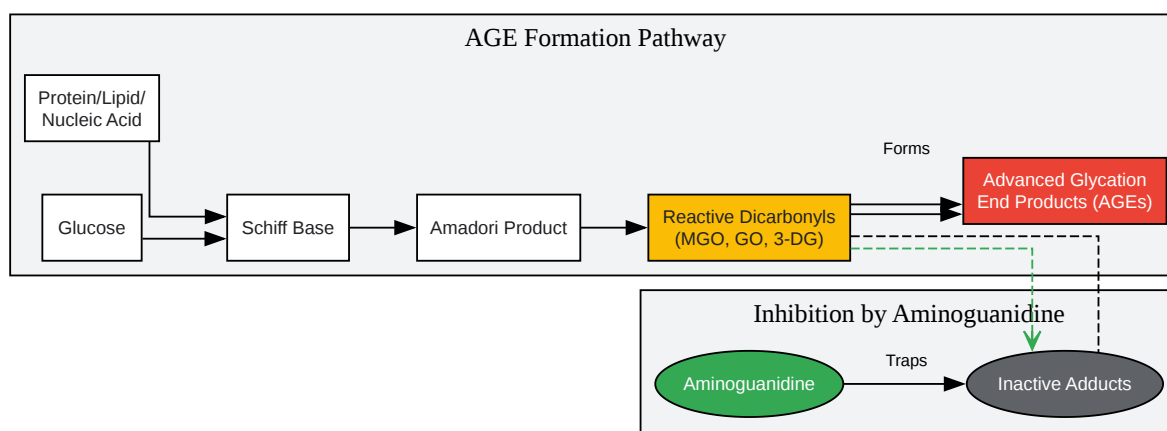 AGE Formation Pathway
Protein/Lipid/
Nucleic Acid
Glucose
Schiff Base
Amadori Product
Reactive Dicarbonyls
(MGO, GO, 3-DG)
Forms
Advanced Glycation
End Products (AGEs)
Inhibition by Aminoguanidine
Aminoguanidine
Traps
Inactive Adducts